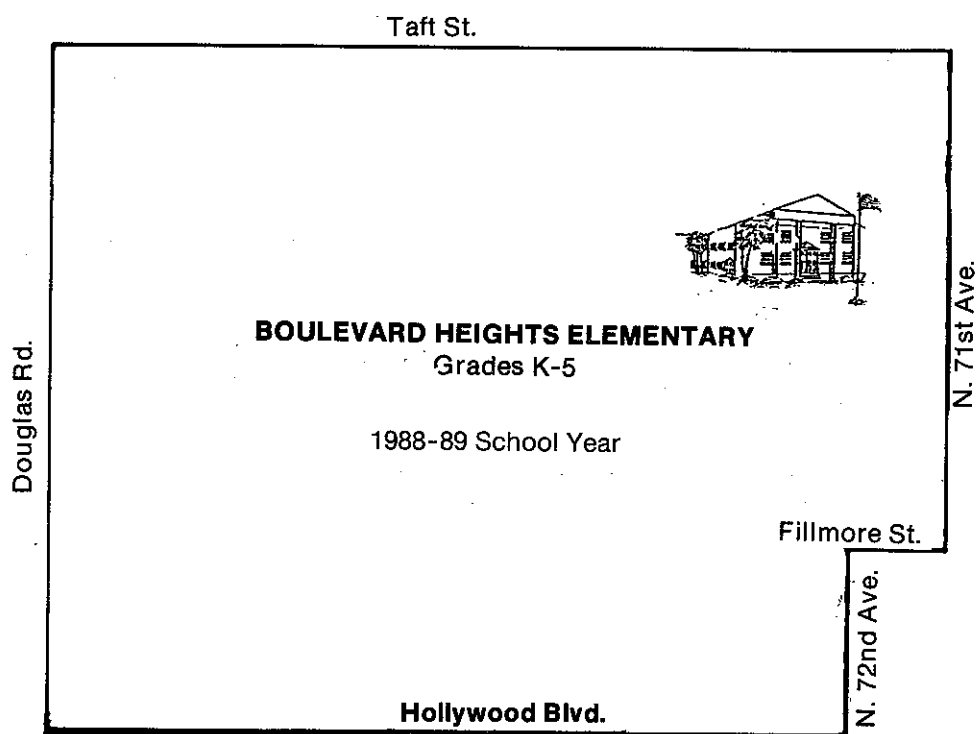 Taft St.
Douglas Rd.
N. 71st Ave.
BOULEVARD HEIGHTS ELEMENTARY
Grades K-5
1988-89 School Year
Fillmore St.
N. 72nd Ave.
Hollywood Blvd.